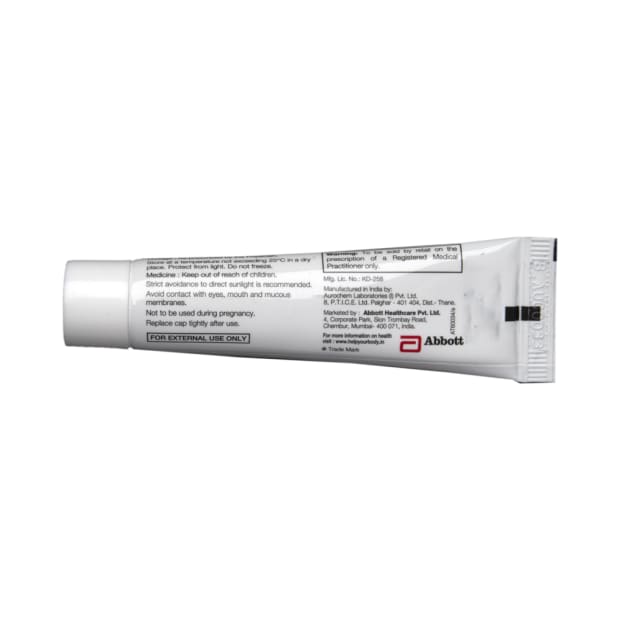 Store at a temperature not exceeding 25°C in a dry
place. Protect from light. Do not freeze.
Medicine : Keep out of reach of children.
Strict avoidance to direct sunlight is recommended.
Avoid contact with eyes, mouth and mucous
membranes.
Not to be used during pregnancy.
Replace cap tightly after use.
FOR EXTERNAL USE ONLY
Warning: To be sold by retail on the
prescription of a Registered Medical
Practitioner only.
Mfg. Lic. No.: KD-258
Manufactured in India by:
Aurochem Laboratories (I) Pvt. Ltd.
8, P.T.I.C.E. Ltd. Palghar - 401 404, Dist.- Thane.
Marketed by : Abbott Healthcare Pvt. Ltd.
4, Corporate Park, Sion Trombay Road,
Chembur, Mumbai- 400 071, India.
For more information on health
visit : www.helpyourbody.in
Trade Mark
Abbott